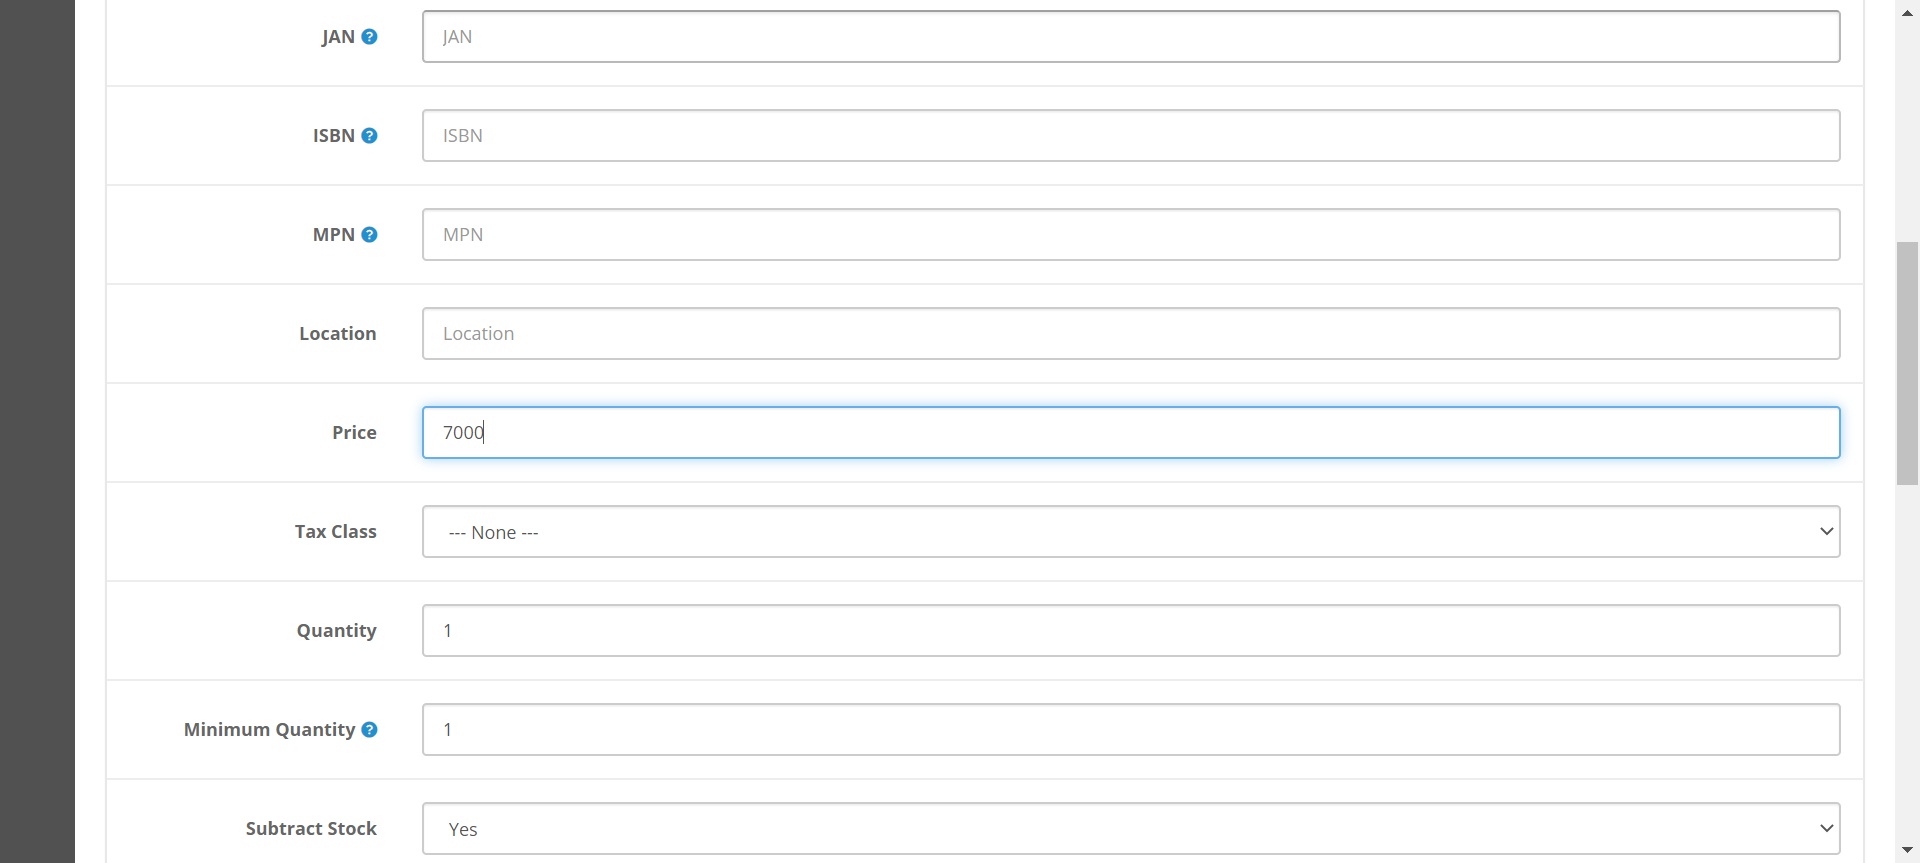 JAN ?
JAN
ISBN ?
ISBN
MPN ?
MPN
Location
Location
Price
7000
Tax Class
--- None ---
Quantity
1
Minimum Quantity ?
1
Subtract Stock
Yes